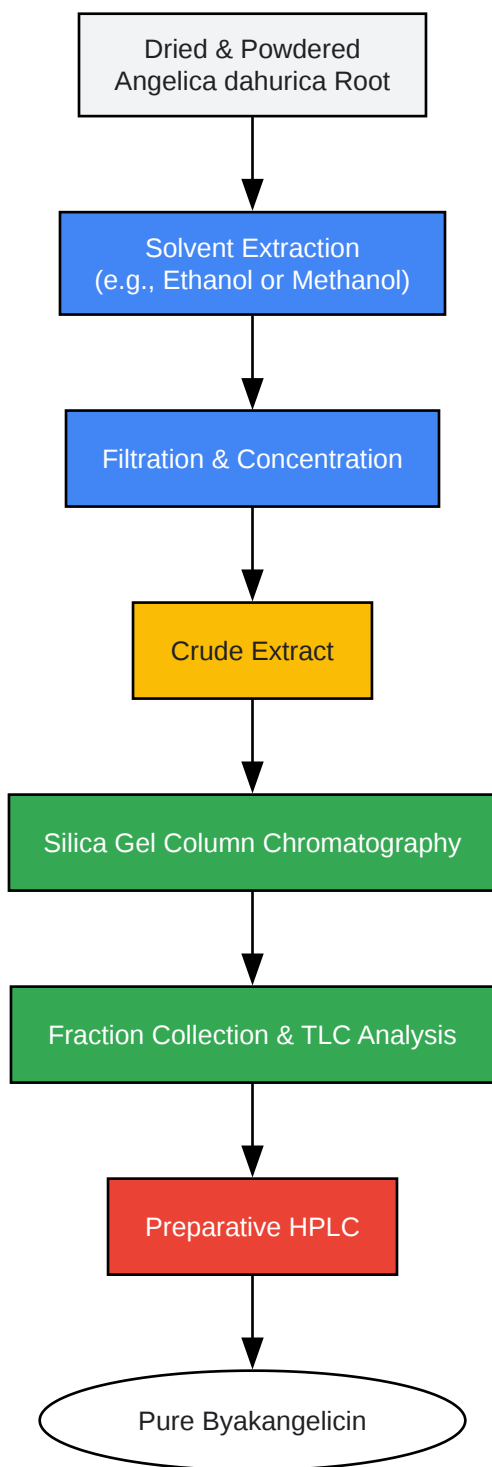 Dried & Powdered
Angelica dahurica Root
Solvent Extraction
(e.g., Ethanol or Methanol)
Filtration & Concentration
Crude Extract
Silica Gel Column Chromatography
Fraction Collection & TLC Analysis
Preparative HPLC
Pure Byakangelicin